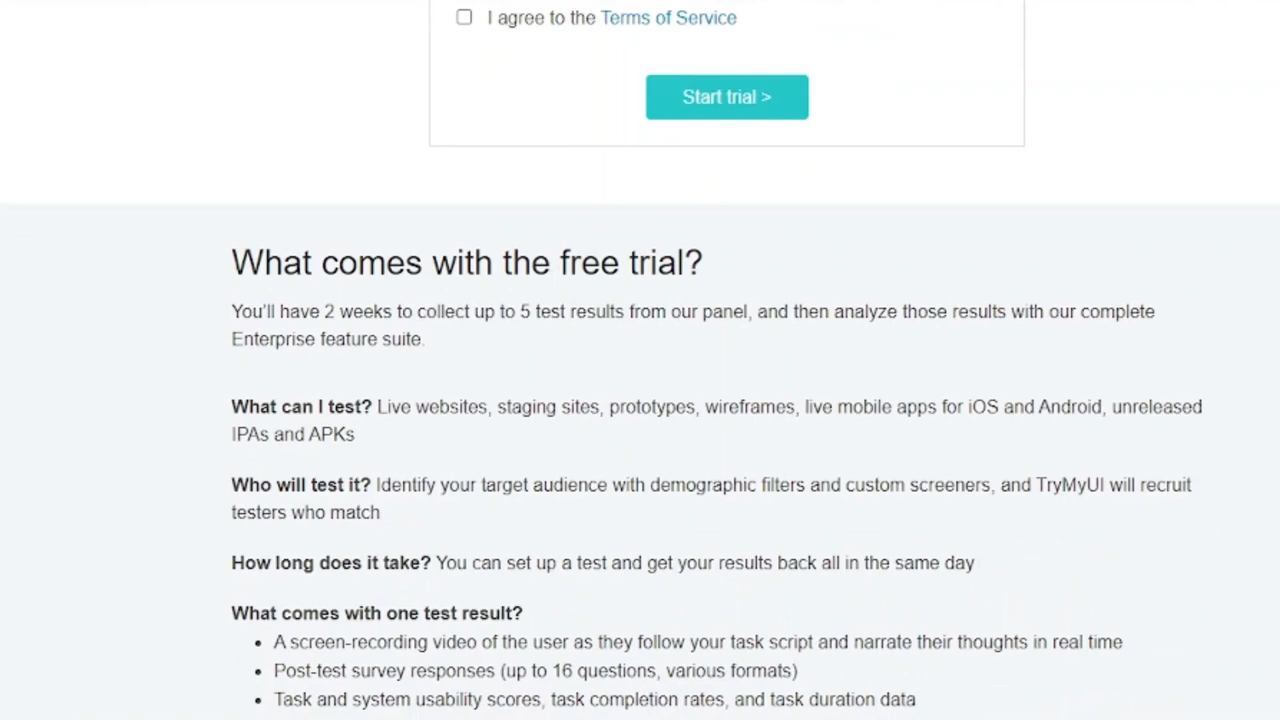 I agree to the Terms of Service
Start trial >
What comes with the free trial?
You'll have 2 weeks to collect up to 5 test results from our panel, and then analyze those results with our complete
Enterprise feature suite.
What can I test? Live websites, staging sites, prototypes, wireframes, live mobile apps for iOS and Android, unreleased
IPAs and APKs
Who will test it? Identify your target audience with demographic filters and custom screeners, and TryMyUI will recruit
testers who match
How long does it take? You can set up a test and get your results back all in the same day
What comes with one test result?
• A screen-recording video of the user as they follow your task script and narrate their thoughts in real time
• Post-test survey responses (up to 16 questions, various formats)
• Task and system usability scores, task completion rates, and task duration data